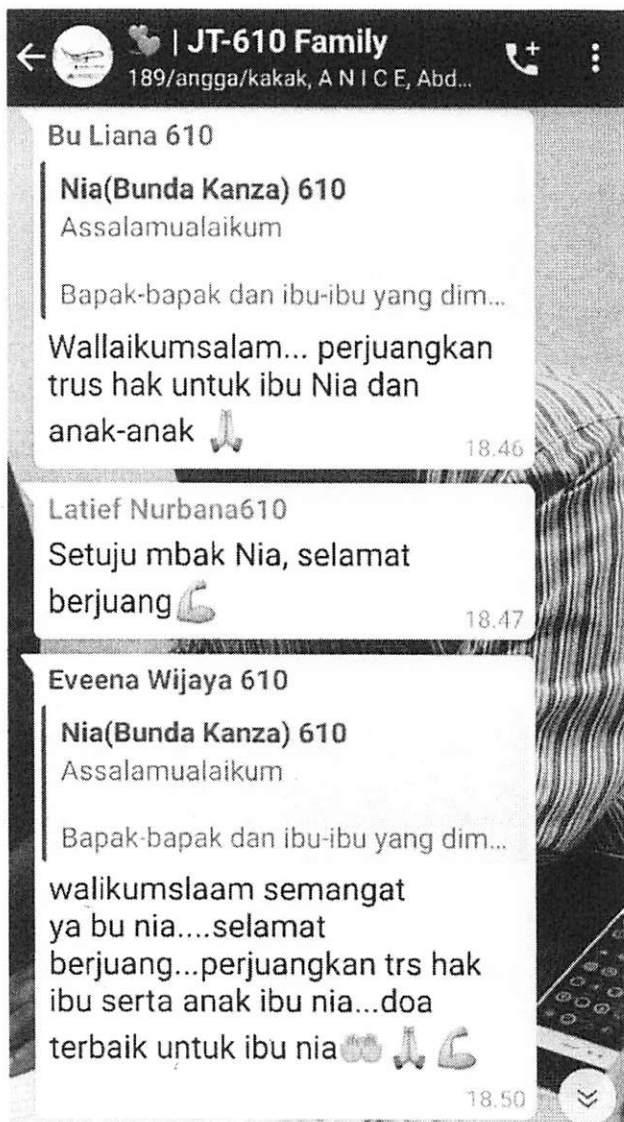 | JT-610 Family
189/angga/kakak, A N I C E, Abd...
Bu Liana 610
Nia(Bunda Kanza) 610
Assalamualaikum
Bapak-bapak dan ibu-ibu yang dim...
Wallaikumsalam... perjuangkan
trus hak untuk ibu Nia dan
anak-anak 🙏
18.46
Latief Nurbana610
Setuju mbak Nia, selamat
berjuang💪
18.47
Eveena Wijaya 610
Nia(Bunda Kanza) 610
Assalamualaikum
Bapak-bapak dan ibu-ibu yang dim...
walikumslaam semangat
ya bu nia....selamat
berjuang...perjuangkan trs hak
ibu serta anak ibu nia...doa
terbaik untuk ibu nia🤲🙏💪
18.50